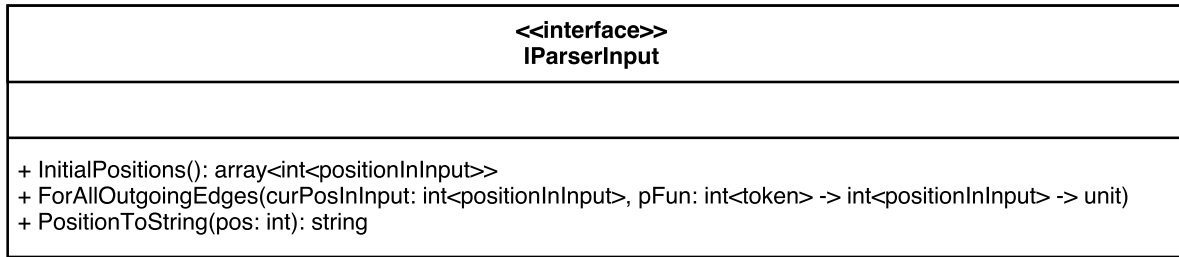 <<interface>>
IParserInput
+ InitialPositions(): array<int<positionInInput>>
+ ForAllOutgoingEdges(curPosInInput: int<positionInInput>, pFun: int<token> -> int<positionInInput> -> unit)
+ PositionToString(pos: int): string